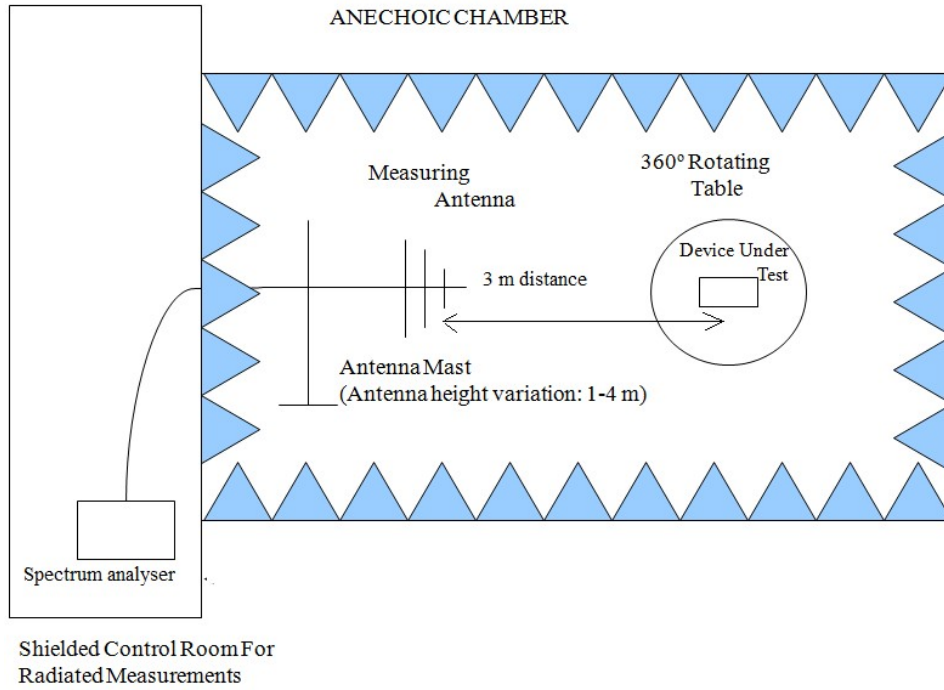 ANECHOIC CHAMBER
360º Rotating
Table
Measuring
Antenna
Device Under
Test
3 m distance
Antenna Mast
(Antenna height variation: 1-4 m)
Spectrum analyser
Shielded Control Room For
Radiated Measurements